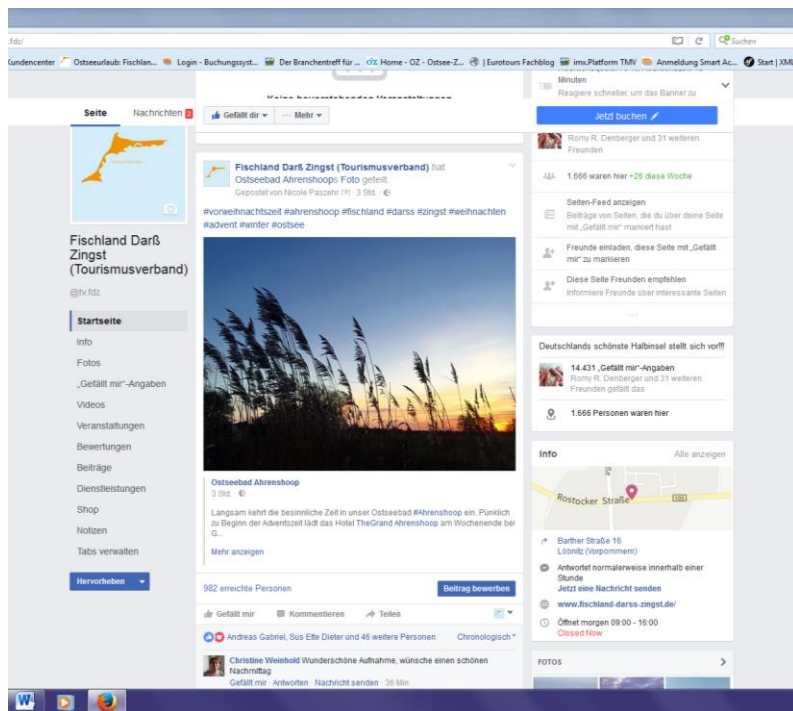 .fdz/
Suchen
Kundencenter
Ostseeurlaub: Fischlan...
Login - Buchungssyst...
Der Branchentreff für ...
Home - OZ - Ostsee-Z...
| Eurotours Fachblog
imx.Platform TMV
Anmeldung Smart Ac...
Start | XML
Seite
Nachrichten 2
Gefällt dir
Mehr
Fischland Darß
Zingst
(Tourismusverband)
@tv.fdz
Startseite
Info
Fotos
„Gefällt mir“-Angaben
Videos
Veranstaltungen
Bewertungen
Beiträge
Dienstleistungen
Shop
Notizen
Tabs verwalten
Hervorheben
Fischland Darß Zingst (Tourismusverband) hat
Ostseebad Ahrenshoops Foto geteilt.
Gepostet von Nicole Paszehr [?] · 3 Std. ·
#vorweihnachtszeit #ahrenshoop #fischland #darss #zingst #weihnachten
#advent #winter #ostsee
Ostseebad Ahrenshoop
3 Std. ·
Langsam kehrt die besinnliche Zeit in unser Ostseebad #Ahrenshoop ein. Pünklich
zu Beginn der Adventszeit lädt das Hotel TheGrand Ahrenshoop am Wochenende bei
G...
Mehr anzeigen
982 erreichte Personen
Beitrag bewerben
Gefällt mir
Kommentieren
Teilen
Andreas Gabriel, Sus Ette Dieter und 46 weitere Personen
Chronologisch
Christine Weinhold Wunderschöne Aufnahme, wünsche einen schönen
Nachmittag
Gefällt mir · Antworten · Nachricht senden · 36 Min
Minuten
Reagiere schneller, um das Banner zu
Jetzt buchen
Romy R. Denberger und 31 weiteren
Freunden
1.666 waren hier +26 diese Woche
Seiten-Feed anzeigen
Beiträge von Seiten, die du über deine Seite
mit „Gefällt mir“ markiert hast
Freunde einladen, diese Seite mit „Gefällt
mir“ zu markieren
Diese Seite Freunden empfehlen
Informiere Freunde über interessante Seiten
Deutschlands schönste Halbinsel stellt sich vor!!!
14.431 „Gefällt mir“-Angaben
Romy R. Denberger und 31 weiteren
Freunden gefällt das
1.666 Personen waren hier
Info
Alle anzeigen
Rostocker Straße
Barther Straße 16
Löbnitz (Vorpommern)
Antwortet normalerweise innerhalb einer
Stunde
Jetzt eine Nachricht senden
www.fischland-darss-zingst.de/
Öffnet morgen 09:00 - 16:00
Closed Now
FOTOS